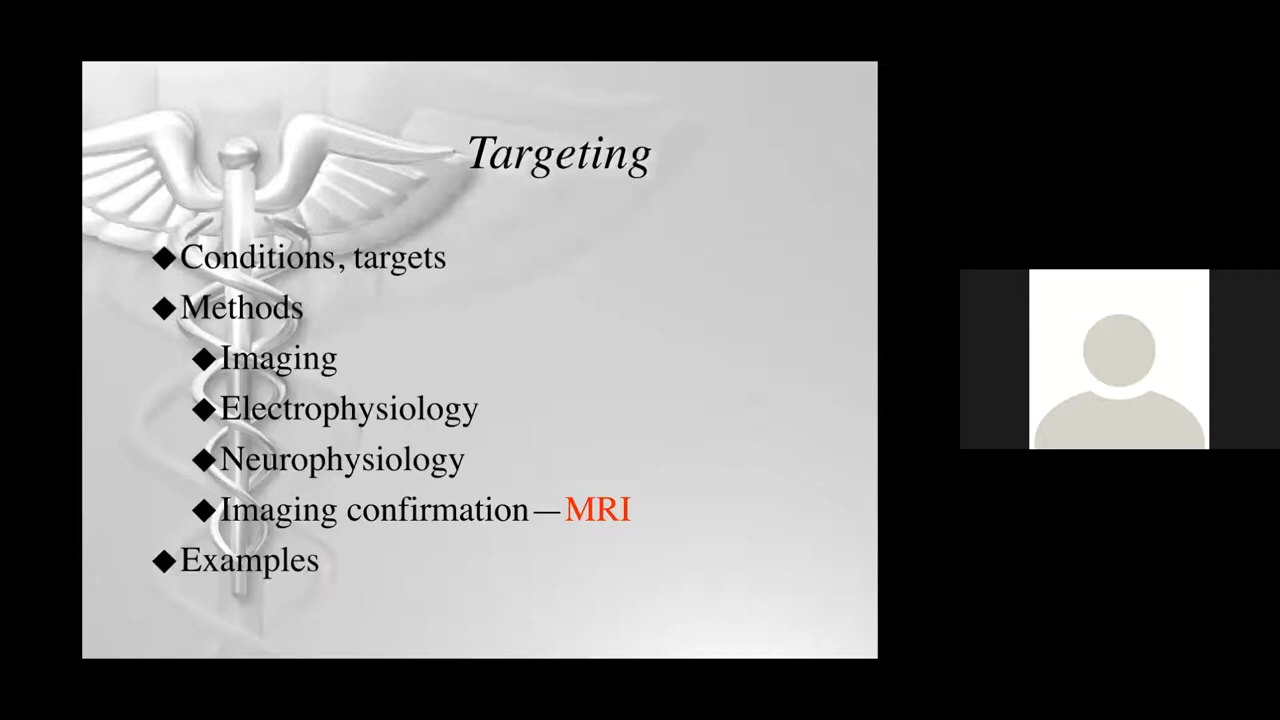 Targeting
◆Conditions, targets
◆Methods
◆Imaging
◆Electrophysiology
◆Neurophysiology
◆Imaging confirmation—MRI
◆Examples